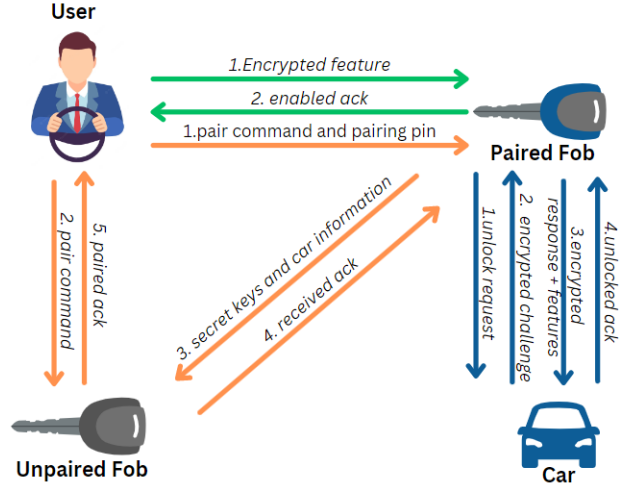 User
1.Encrypted feature
2. enabled ack
1.pair command and pairing pin
Paired Fob
2. pair command
5. paired ack
3. secret keys and car information
4. received ack
1.unlock request
2. encrypted challenge
3.encrypted
response + features
4.unlocked ack
Unpaired Fob
Car